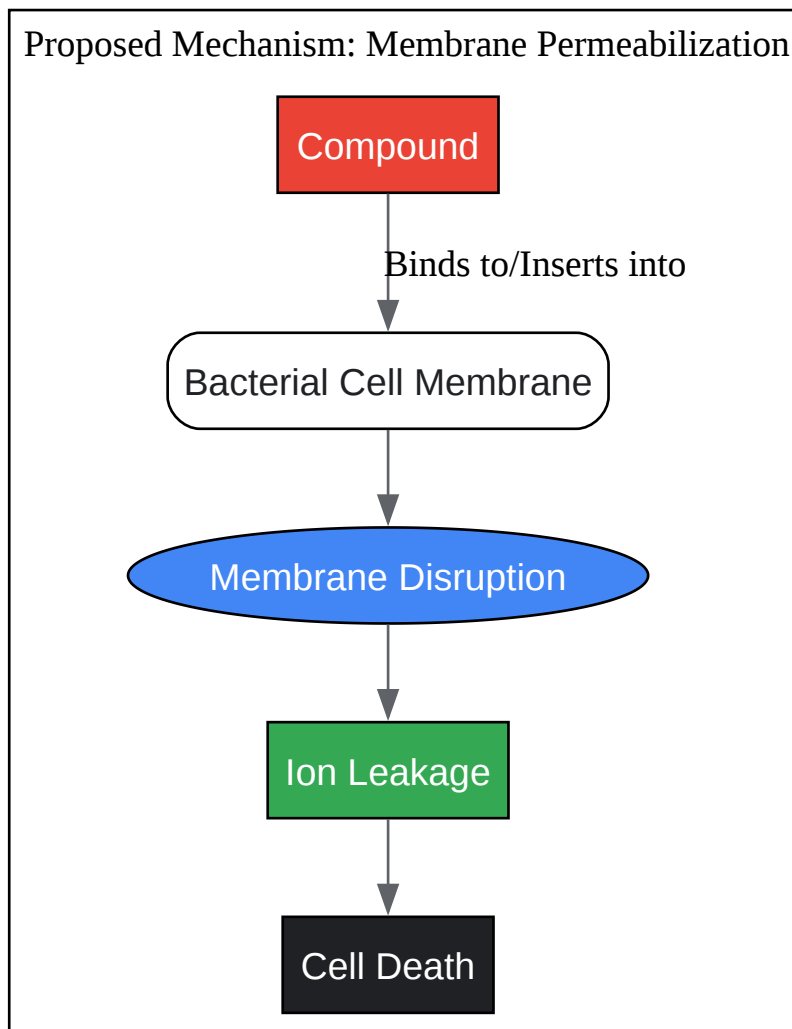 Proposed Mechanism: Membrane Permeabilization
Compound
Binds to/Inserts into
Bacterial Cell Membrane
Membrane Disruption
Ion Leakage
Cell Death